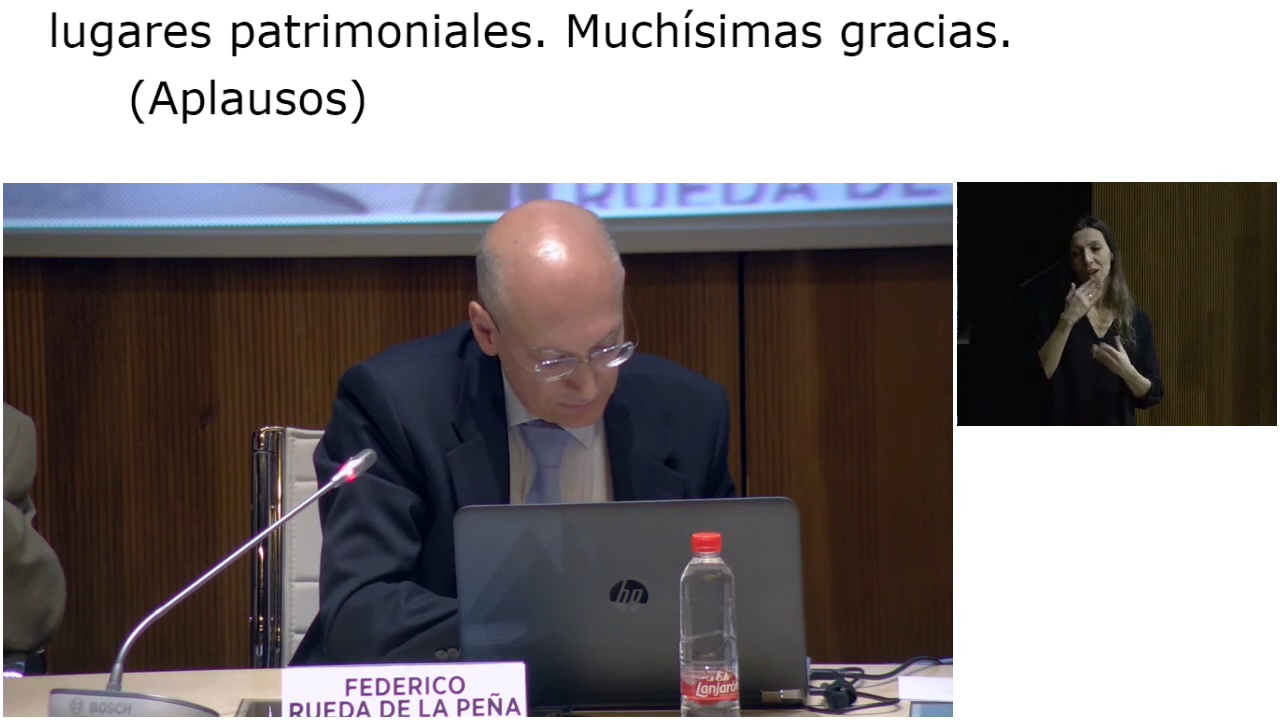 lugares patrimoniales. Muchísimas gracias.
(Aplausos)
RUEDA DE
hp
Lanjarón
BOSCH
FEDERICO
RUEDA DE LA PEÑA